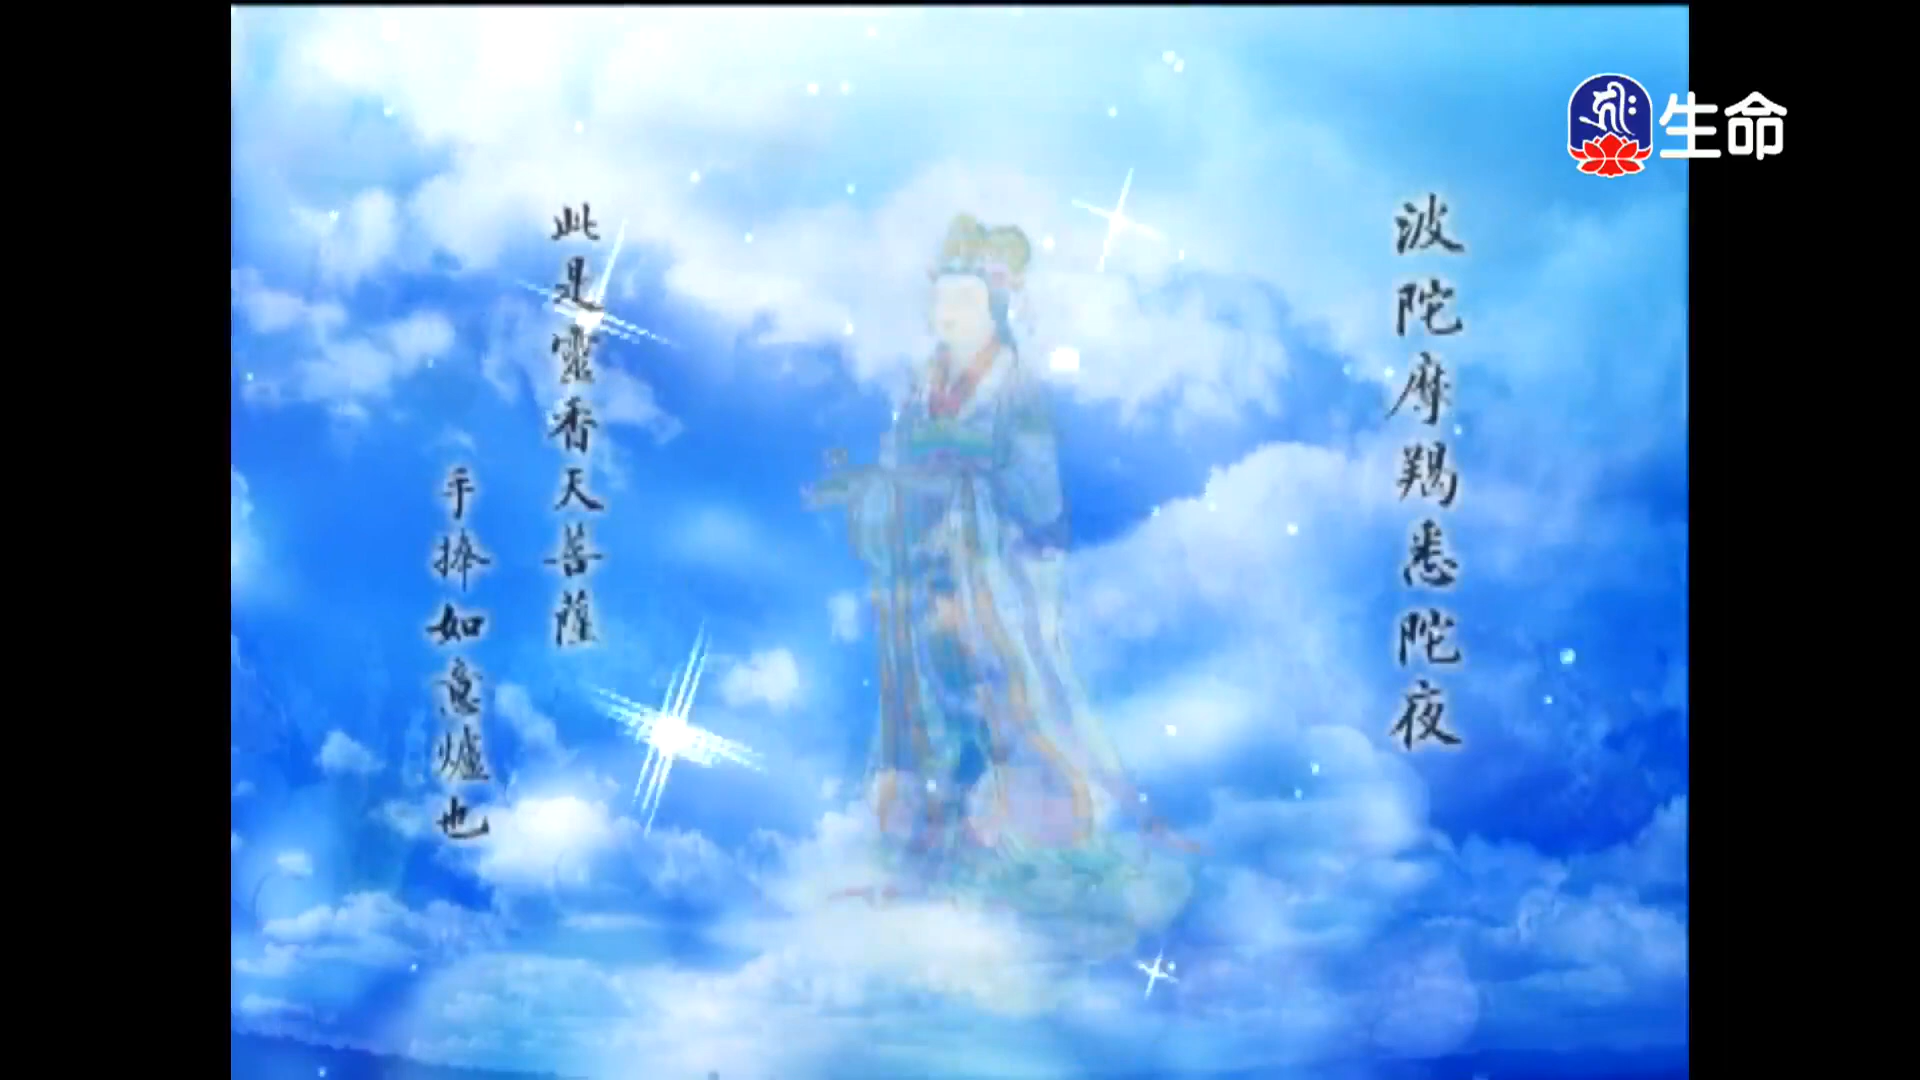 生命
波陀摩羯悉陀夜
此是靈香天菩薩
手捧如意爐也